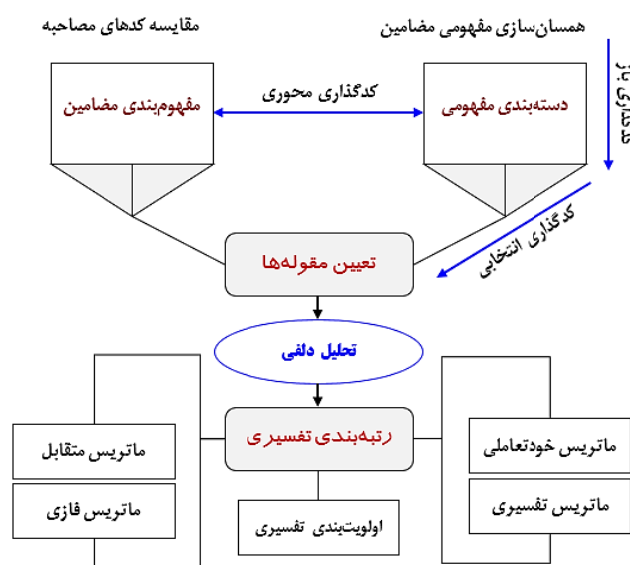 همسان‌سازی مفهومی مضامین
مقایسه کدهای مصاحبه
کدگذاری باز
دسته‌بندی مفهومی
کدگذاری محوری
مفهوم‌بندی مضامین
کدگذاری انتخابی
تعیین مقوله‌ها
تحلیل دلفی
رتبه‌بندی تفسیری
ماتریس خودتعاملی
ماتریس متقابل
ماتریس تفسیری
ماتریس فازی
اولویت‌بندی تفسیری